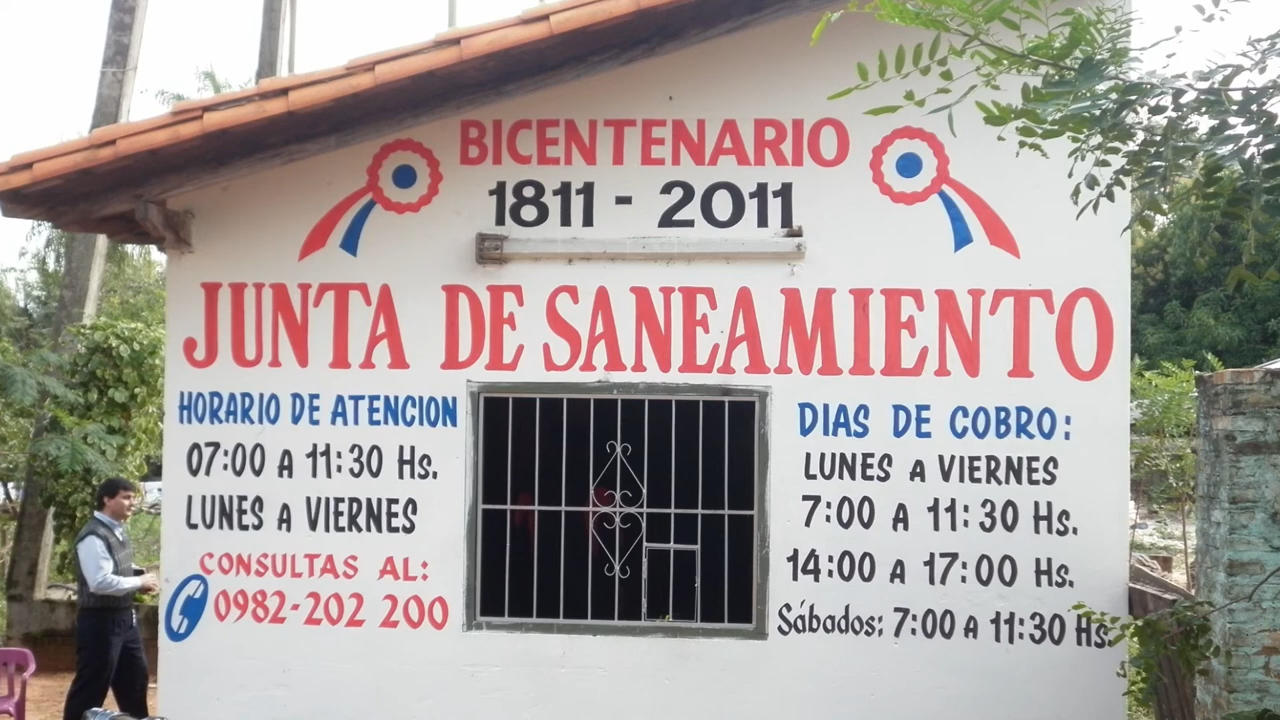 BICENTENARIO
1811 - 2011
JUNTA DE SANEAMIENTO
HORARIO DE ATENCION
07:00 A 11:30 Hs.
LUNES A VIERNES
CONSULTAS AL:
0982-202 200
DIAS DE COBRO:
LUNES A VIERNES
7:00 A 11:30 Hs.
14:00 A 17:00 Hs.
Sábados: 7:00 A 11:30 Hs.